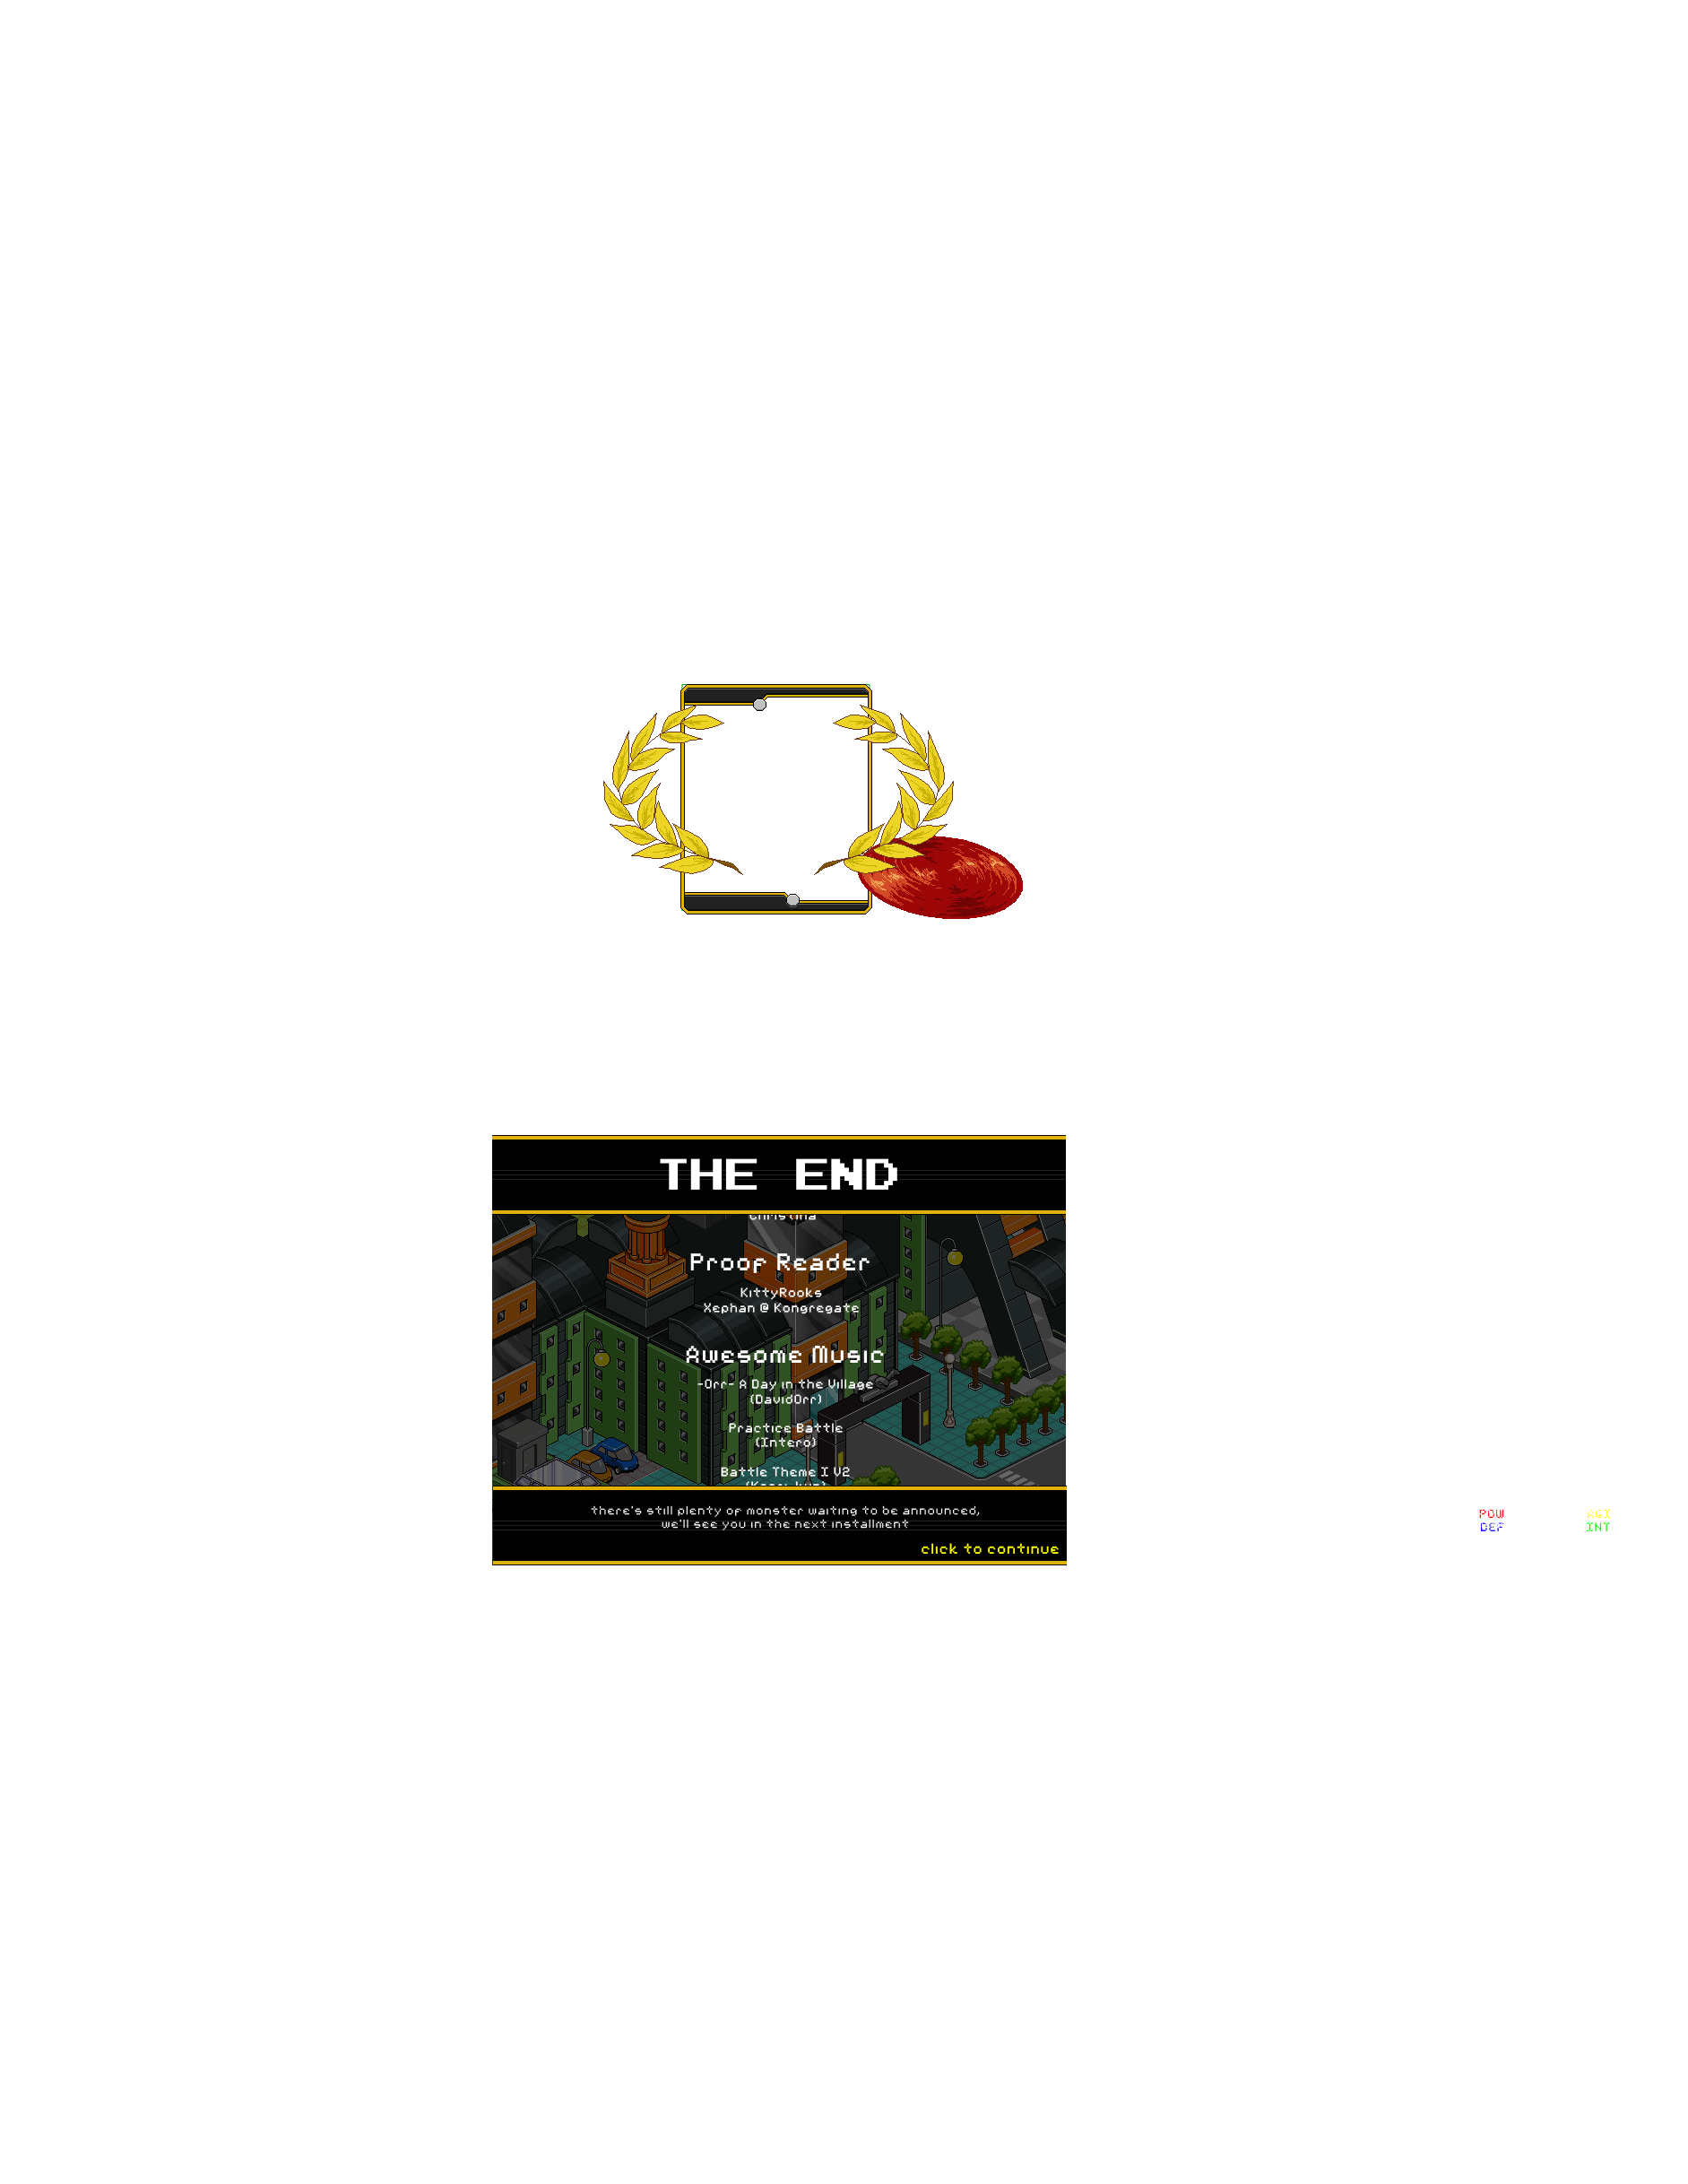 THE END
Christina
Proof Reader
KittyRooks
Xephan @ Kongregate
Awesome Music
-Orr- A Day in the Village
(DavidOrr)
Practice Battle
(Intero)
Battle Theme I V2
there's still plenty of monster waiting to be announced,
we'll see you in the next installment
click to continue
POW AGI
DEF INT